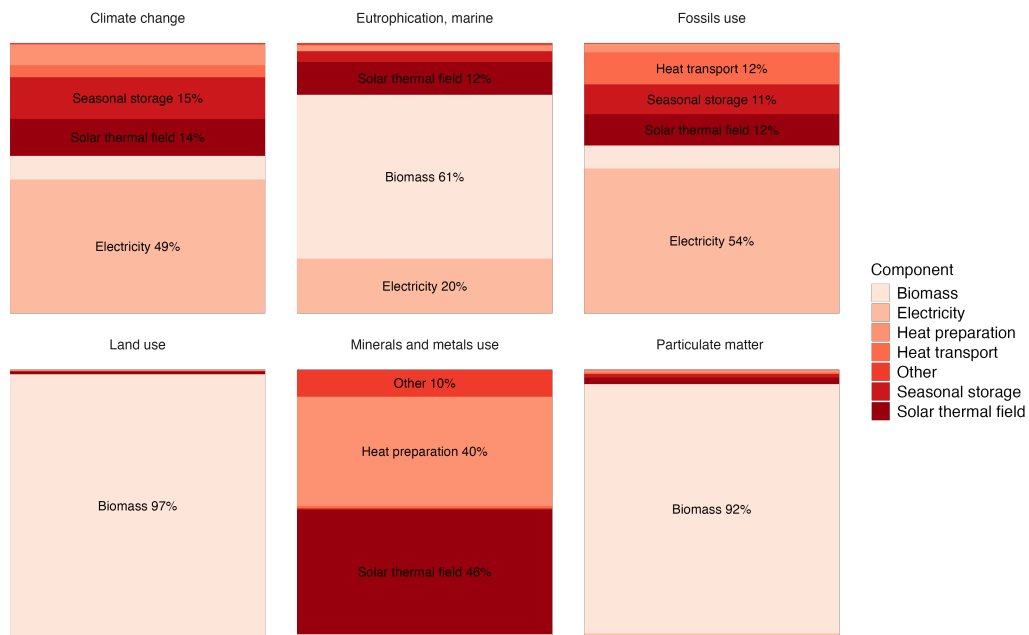 Climate change
Seasonal storage 15%
Solar thermal field 14%
Electricity 49%
Eutrophication, marine
Solar thermal field 12%
Biomass 61%
Electricity 20%
Fossils use
Heat transport 12%
Seasonal storage 11%
Solar thermal field 12%
Electricity 54%
Land use
Biomass 97%
Minerals and metals use
Other 10%
Heat preparation 40%
Solar thermal field 46%
Particulate matter
Biomass 92%
Component
Biomass
Electricity
Heat preparation
Heat transport
Other
Seasonal storage
Solar thermal field